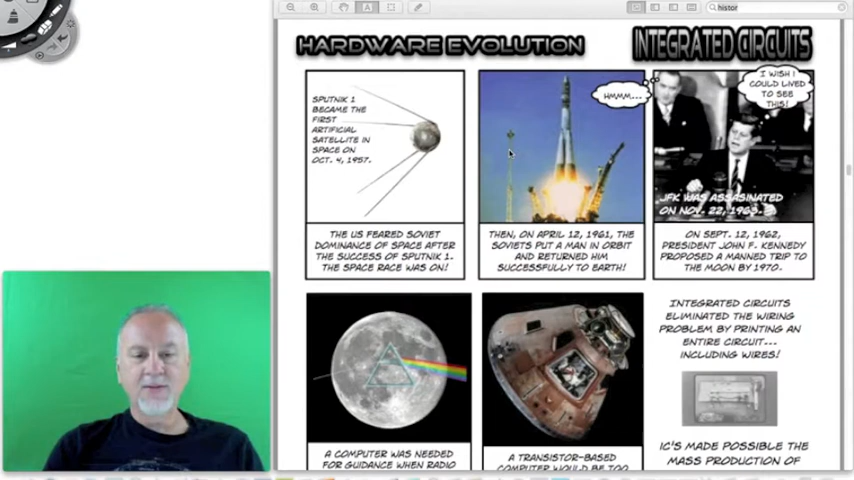 histor
HARDWARE EVOLUTION
INTEGRATED CIRCUITS
SPUTNIK 1
BECAME THE
FIRST
ARTIFICIAL
SATELLITE IN
SPACE ON
OCT. 4, 1957.
THE US FEARED SOVIET
DOMINANCE OF SPACE AFTER
THE SUCCESS OF SPUTNIK 1.
THE SPACE RACE WAS ON!
HMMM...
THEN, ON APRIL 12, 1961, THE
SOVIETS PUT A MAN IN ORBIT
AND RETURNED HIM
SUCCESSFULLY TO EARTH!
I WISH I
COULD LIVED
TO SEE
THIS!
JFK WAS ASSASINATED
ON NOV. 22, 1963.
ON SEPT. 12, 1962,
PRESIDENT JOHN F. KENNEDY
PROPOSED A MANNED TRIP TO
THE MOON BY 1970.
A COMPUTER WAS NEEDED
FOR GUIDANCE WHEN RADIO
A TRANSISTOR-BASED
COMPUTER WOULD BE TOO
INTEGRATED CIRCUITS
ELIMINATED THE WIRING
PROBLEM BY PRINTING AN
ENTIRE CIRCUIT...
INCLUDING WIRES!
IC'S MADE POSSIBLE THE
MASS PRODUCTION OF